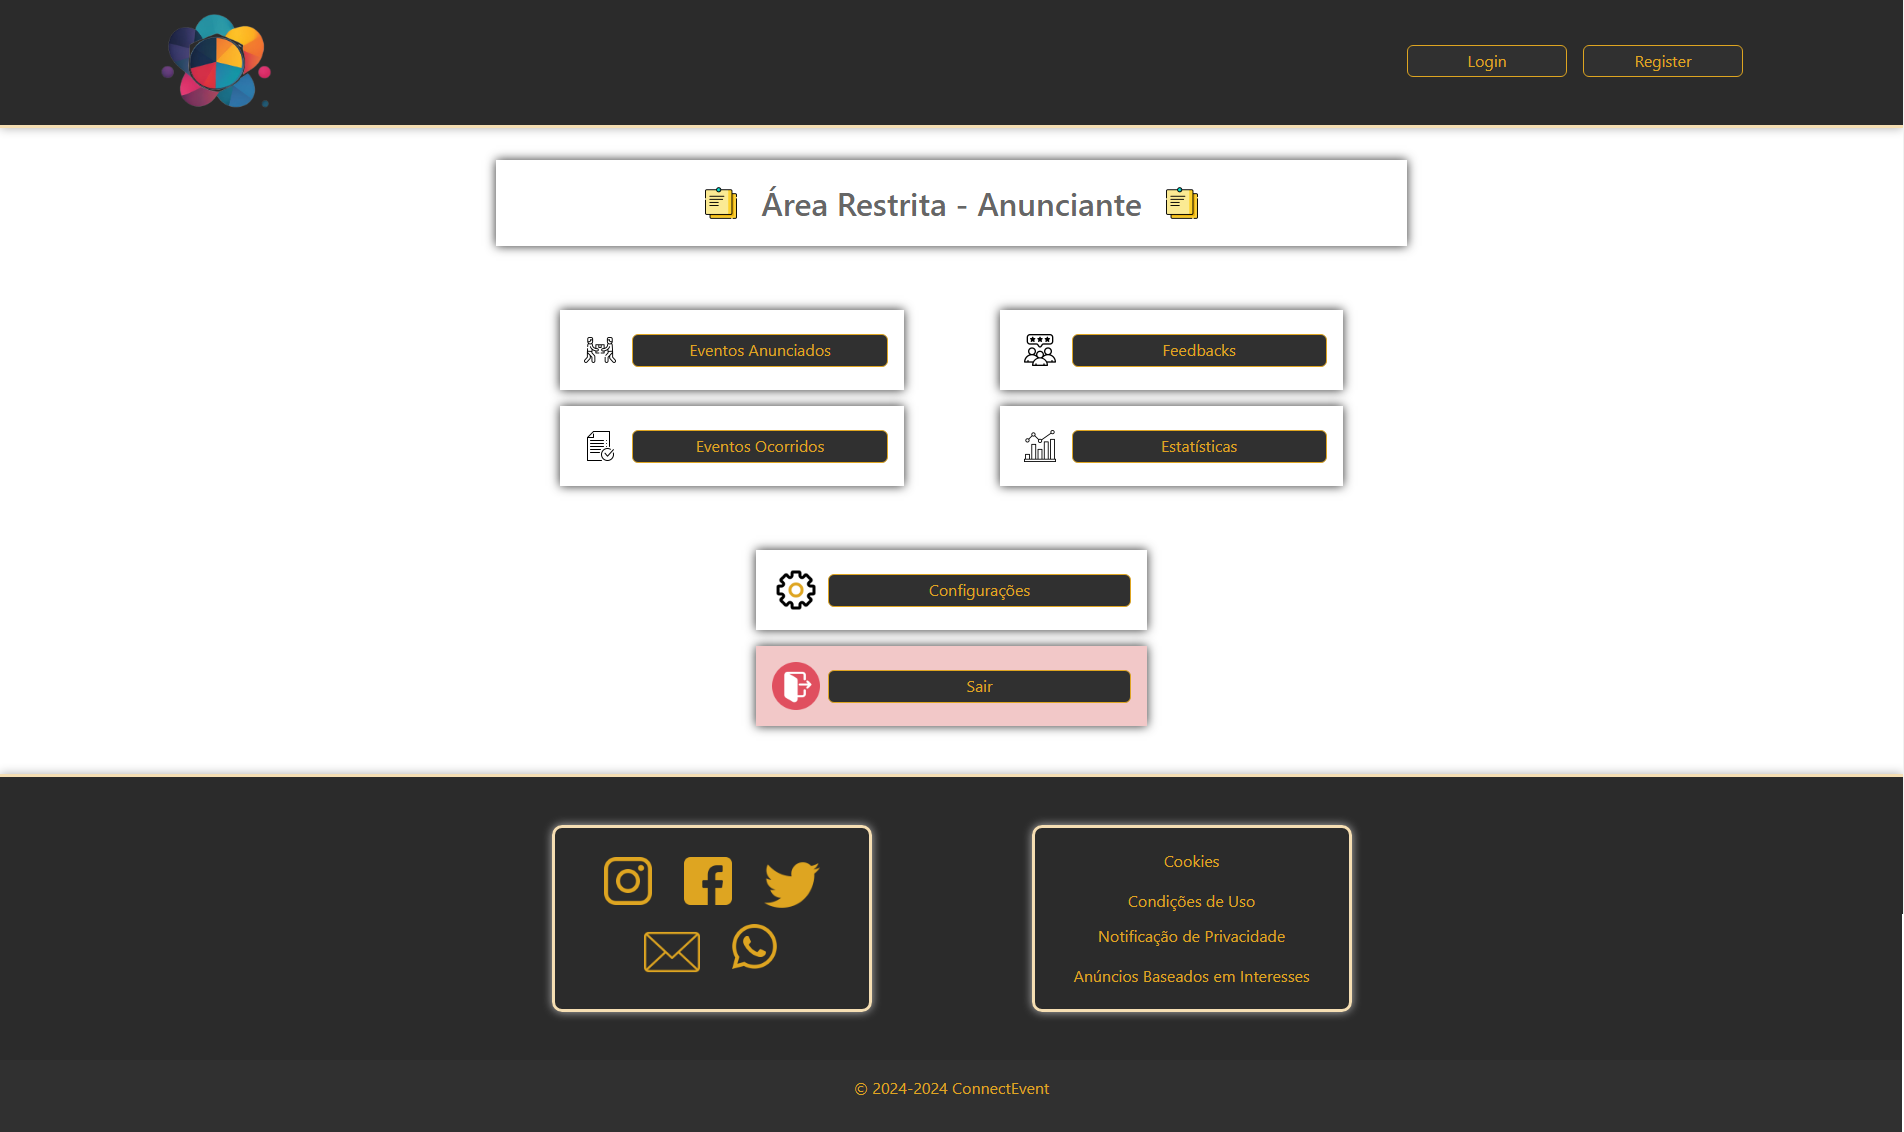 Login
Register
Área Restrita - Anunciante
Eventos Anunciados
Feedbacks
Eventos Ocorridos
Estatísticas
Configurações
Sair
Cookies
Condições de Uso
Notificação de Privacidade
Anúncios Baseados em Interesses
© 2024-2024 ConnectEvent